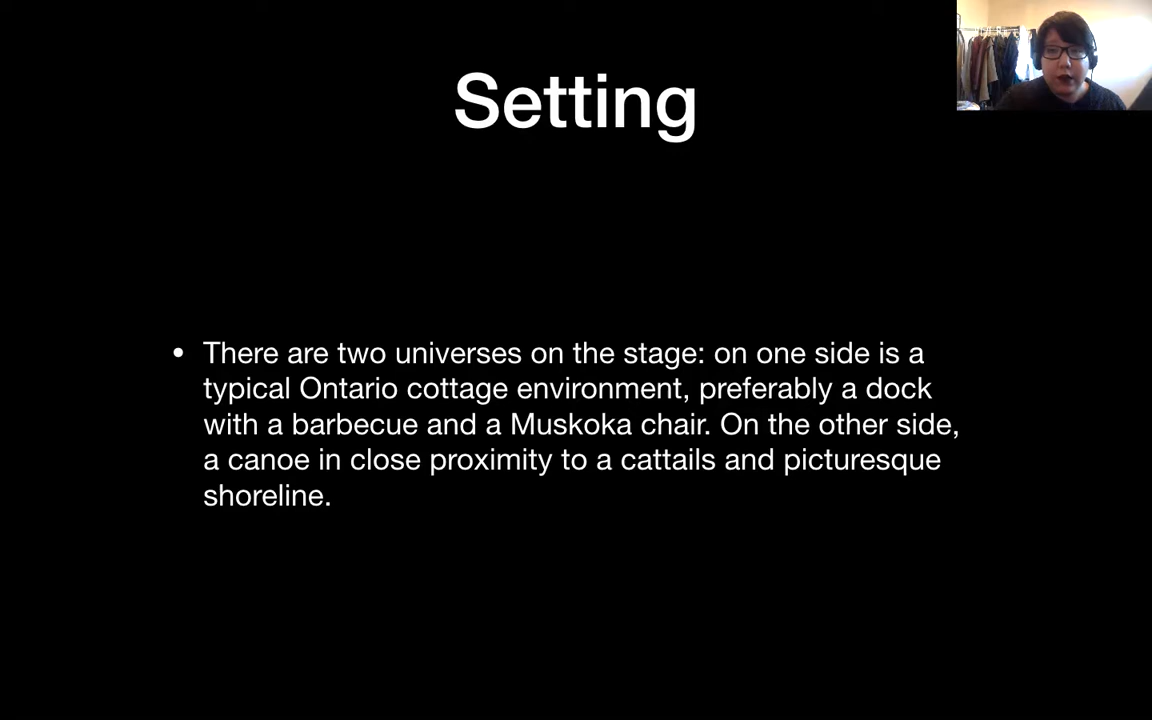 Setting
• There are two universes on the stage: on one side is a
typical Ontario cottage environment, preferably a dock
with a barbecue and a Muskoka chair. On the other side,
a canoe in close proximity to a cattails and picturesque
shoreline.